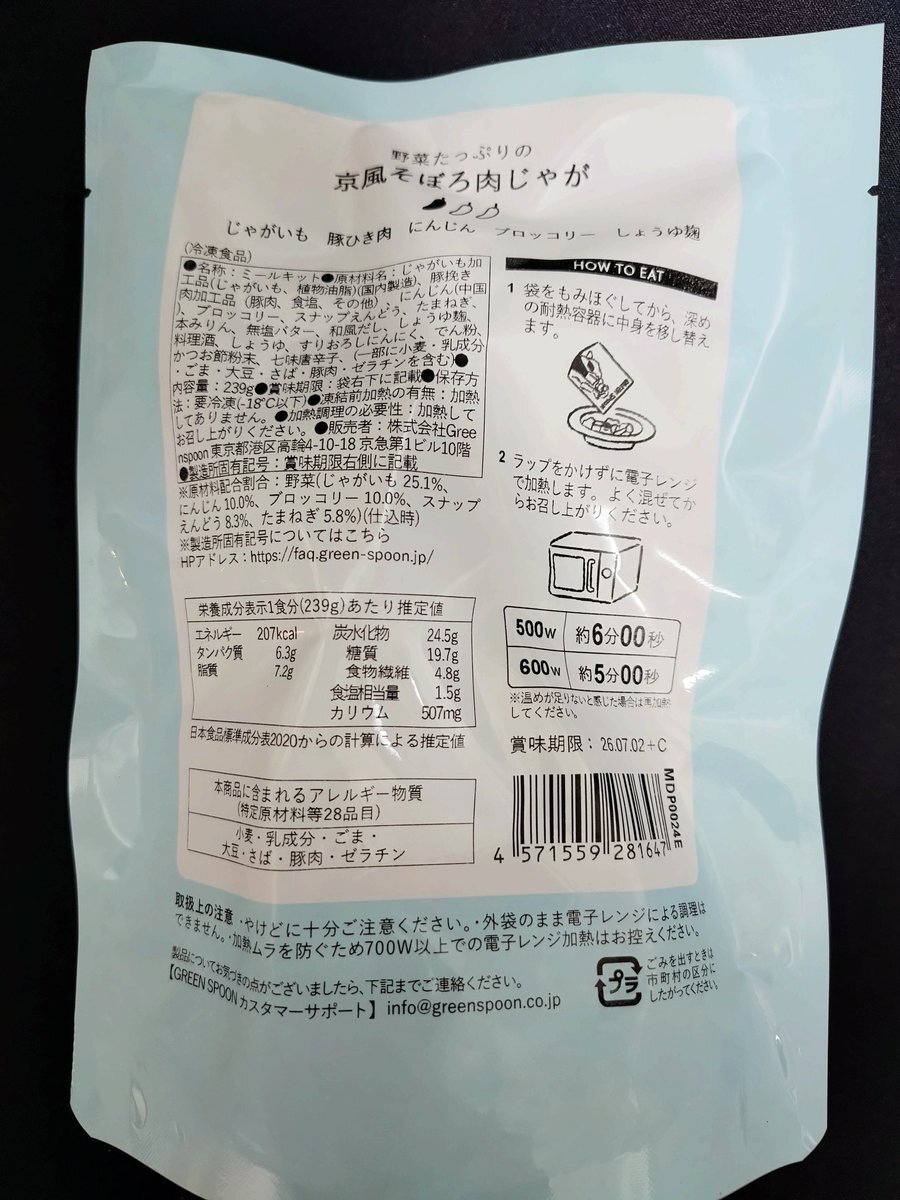 野菜たっぷりの
京風そぼろ肉じゃが
じゃがいも 豚ひき肉 にんじん ブロッコリー しょうゆ麹
(冷凍食品)
●名称：ミールキット●原材料名：じゃがいも加
工品(じゃがいも、植物油脂)(国内製造)、豚挽き
肉加工品（豚肉、食塩、その他）、にんじん(中国
)、ブロッコリー、スナップえんどう、たまねぎ、
本みりん、無塩バター、和風だし、しょうゆ麹、
料理酒、しょうゆ、すりおろしにんにく、でん粉、
かつお節粉末、七味唐辛子、(一部に小麦・乳成分
・ごま・大豆・さば・豚肉・ゼラチンを含む)●
内容量：239g●賞味期限：袋右下に記載●保存方
法：要冷凍(-18℃以下)●凍結前加熱の有無：加熱
してありません。●加熱調理の必要性：加熱して
お召し上がりください。●販売者：株式会社Gree
nspoon 東京都港区高輪4-10-18 京急第1ビル10階
●製造所固有記号：賞味期限右側に記載
※原材料配合割合：野菜(じゃがいも 25.1%、
にんじん 10.0%、ブロッコリー 10.0%、スナップ
えんどう 8.3%、たまねぎ 5.8%)(仕込時)
※製造所固有記号についてはこちら
HPアドレス：https://faq.green-spoon.jp/
栄養成分表示1食分(239g)あたり推定値
エネルギー 207kcal 炭水化物 24.5g
タンパク質 6.3g 糖質 19.7g
脂質 7.2g 食物繊維 4.8g
食塩相当量 1.5g
カリウム 507mg
日本食品標準成分表2020からの計算による推定値
本商品に含まれるアレルギー物質
(特定原材料等28品目)
小麦・乳成分・ごま・
大豆・さば・豚肉・ゼラチン
HOW TO EAT
1 袋をもみほぐしてから、深め
の耐熱容器に中身を移し替え
ます。
2 ラップをかけずに電子レンジ
で加熱します。よく混ぜてか
らお召し上がりください。
500W 約6分00秒
600W 約5分00秒
※温めが足りないと感じた場合は再加熱
してください。
賞味期限：26.07.02+C
MDP0024E
4 571559 281647
取扱上の注意 ・やけどに十分ご注意ください。・外袋のまま電子レンジによる調理は
できません。・加熱ムラを防ぐため700W以上での電子レンジ加熱はお控えください。
製品についてお気づきの点がございましたら、下記までご連絡ください。
【GREEN SPOON カスタマーサポート】 info@greenspoon.co.jp
プラ
ごみを出すときは
市町村の区分に
したがってください。